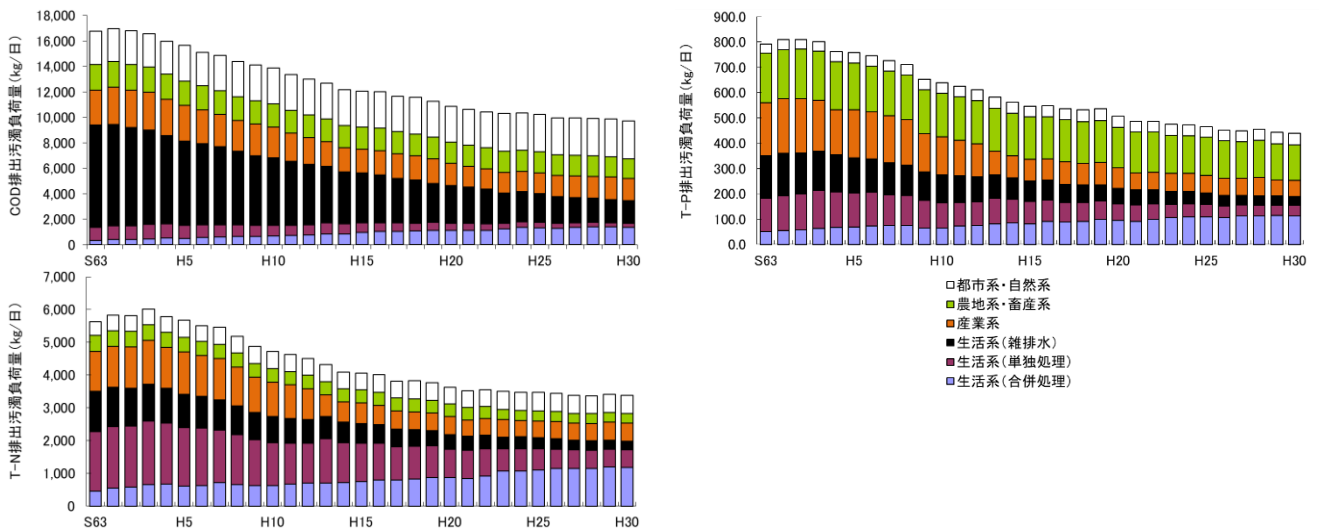 COD排出汚濁負荷量(kg/日)
18,000
16,000
14,000
12,000
10,000
8,000
6,000
4,000
2,000
0
S63 H5 H10 H15 H20 H25 H30
T-P排出汚濁負荷量(kg/日)
900.0
800.0
700.0
600.0
500.0
400.0
300.0
200.0
100.0
0.0
S63 H5 H10 H15 H20 H25 H30
T-N排出汚濁負荷量(kg/日)
7,000
6,000
5,000
4,000
3,000
2,000
1,000
0
S63 H5 H10 H15 H20 H25 H30
都市系・自然系
農地系・畜産系
産業系
生活系(雑排水)
生活系(単独処理)
生活系(合併処理)